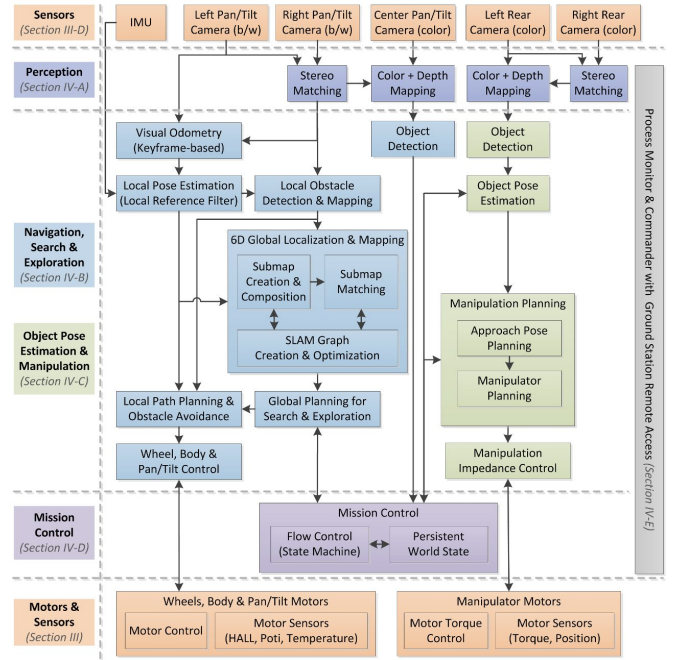 Sensors
(Section III-D)
IMU
Left Pan/Tilt
Camera (b/w)
Right Pan/Tilt
Camera (b/w)
Center Pan/Tilt
Camera (color)
Left Rear
Camera (color)
Right Rear
Camera (color)
Perception
(Section IV-A)
Stereo
Matching
Color + Depth
Mapping
Color + Depth
Mapping
Stereo
Matching
Visual Odometry
(Keyframe-based)
Object
Detection
Object
Detection
Local Pose Estimation
(Local Reference Filter)
Local Obstacle
Detection & Mapping
Object Pose
Estimation
Navigation,
Search &
Exploration
(Section IV-B)
6D Global Localization & Mapping
Submap
Creation &
Composition
Submap
Matching
SLAM Graph
Creation & Optimization
Object Pose
Estimation &
Manipulation
(Section IV-C)
Manipulation Planning
Approach Pose
Planning
Manipulator
Planning
Local Path Planning &
Obstacle Avoidance
Global Planning for
Search & Exploration
Wheel, Body &
Pan/Tilt Control
Manipulation
Impedance Control
Process Monitor & Commander with Ground Station Remote Access (Section IV-E)
Mission
Control
(Section IV-D)
Mission Control
Flow Control
(State Machine)
Persistent
World State
Motors &
Sensors
(Section III)
Wheels, Body & Pan/Tilt Motors
Motor Control
Motor Sensors
(HALL, Poti, Temperature)
Manipulator Motors
Motor Torque
Control
Motor Sensors
(Torque, Position)